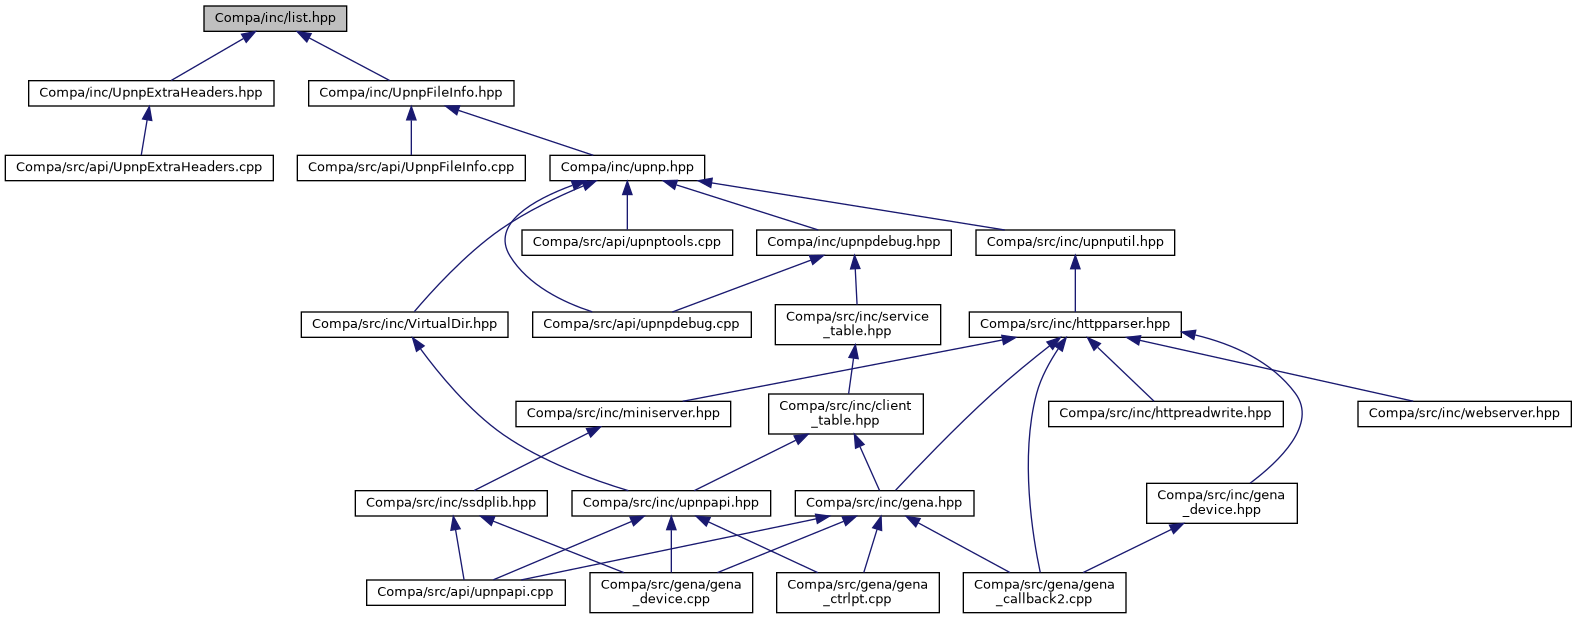 Compa/inc/list.hpp
Compa/inc/UpnpExtraHeaders.hpp
Compa/inc/UpnpFileInfo.hpp
Compa/src/api/UpnpExtraHeaders.cpp
Compa/src/api/UpnpFileInfo.cpp
Compa/inc/upnp.hpp
Compa/src/api/upnptools.cpp
Compa/inc/upnpdebug.hpp
Compa/src/inc/upnputil.hpp
Compa/src/inc/VirtualDir.hpp
Compa/src/api/upnpdebug.cpp
Compa/src/inc/service
_table.hpp
Compa/src/inc/httpparser.hpp
Compa/src/inc/miniserver.hpp
Compa/src/inc/client
_table.hpp
Compa/src/inc/httpreadwrite.hpp
Compa/src/inc/webserver.hpp
Compa/src/inc/ssdplib.hpp
Compa/src/inc/upnpapi.hpp
Compa/src/inc/gena.hpp
Compa/src/inc/gena
_device.hpp
Compa/src/api/upnpapi.cpp
Compa/src/gena/gena
_device.cpp
Compa/src/gena/gena
_ctrlpt.cpp
Compa/src/gena/gena
_callback2.cpp